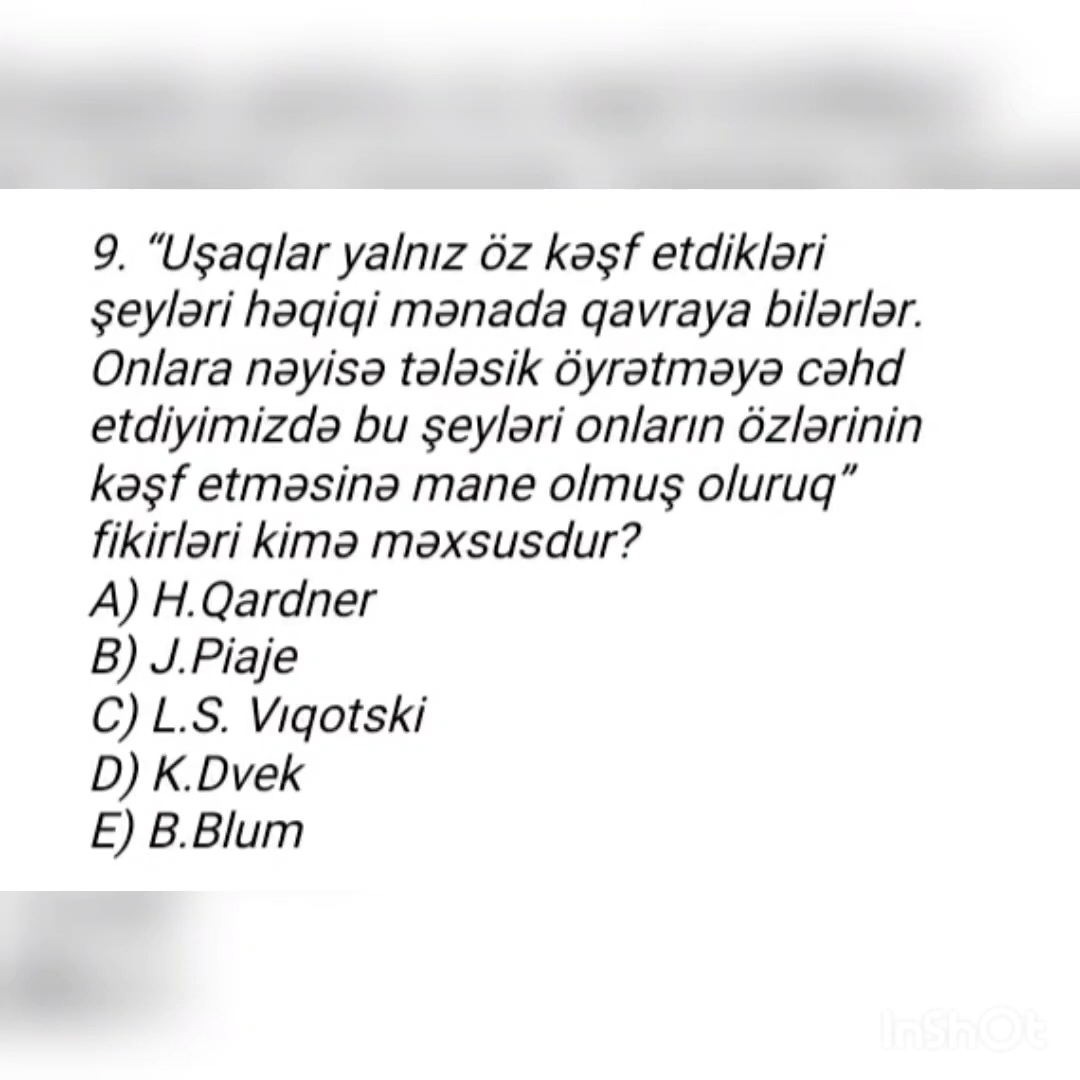 9. “Uşaqlar yalnız öz kəşf etdikləri
şeyləri həqiqi mənada qavraya bilərlər.
Onlara nəyisə tələsik öyrətməyə cəhd
etdiyimizdə bu şeyləri onların özlərinin
kəşf etməsinə mane olmuş oluruq”
fikirləri kimə məxsusdur?
A) H.Qardner
B) J.Piaje
C) L.S. Vıqotski
D) K.Dvek
E) B.Blum
InShOt